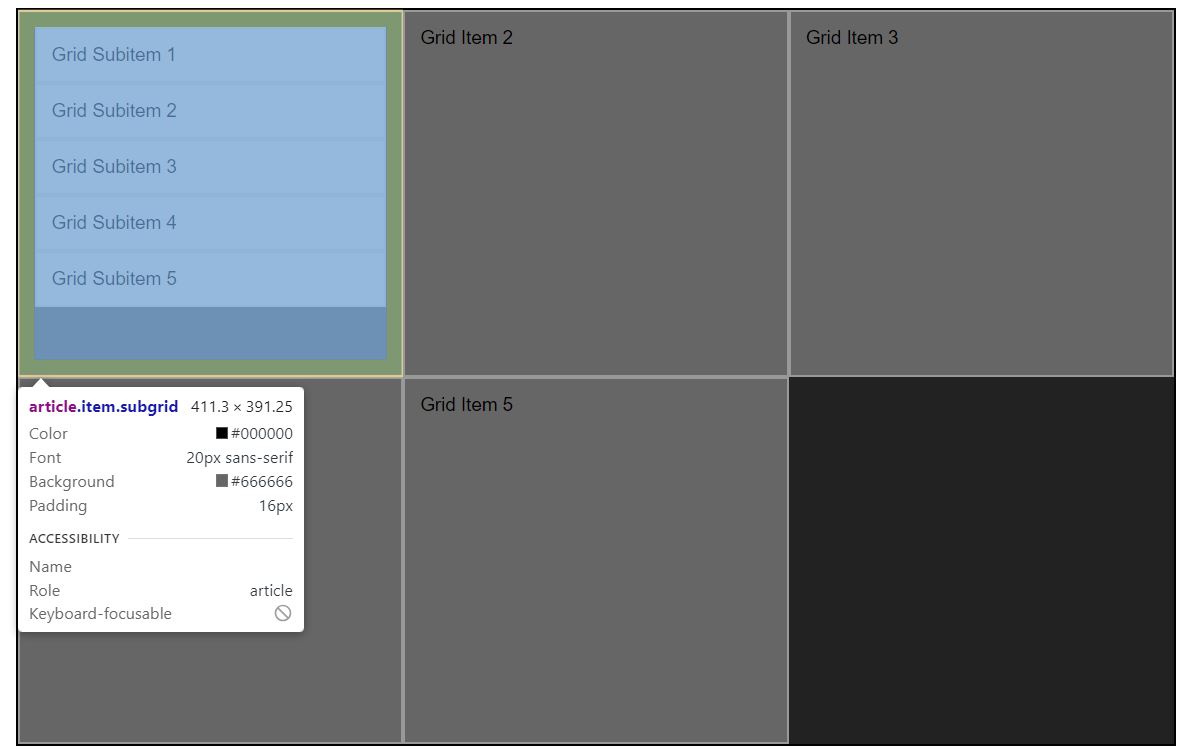 Grid Subitem 1
Grid Item 2
Grid Item 3
Grid Subitem 2
Grid Subitem 3
Grid Subitem 4
Grid Subitem 5
article.item.subgrid 411.3 × 391.25
Color #000000
Font 20px sans-serif
Background #666666
Padding 16px
ACCESSIBILITY
Name
Role article
Keyboard-focusable
Grid Item 5